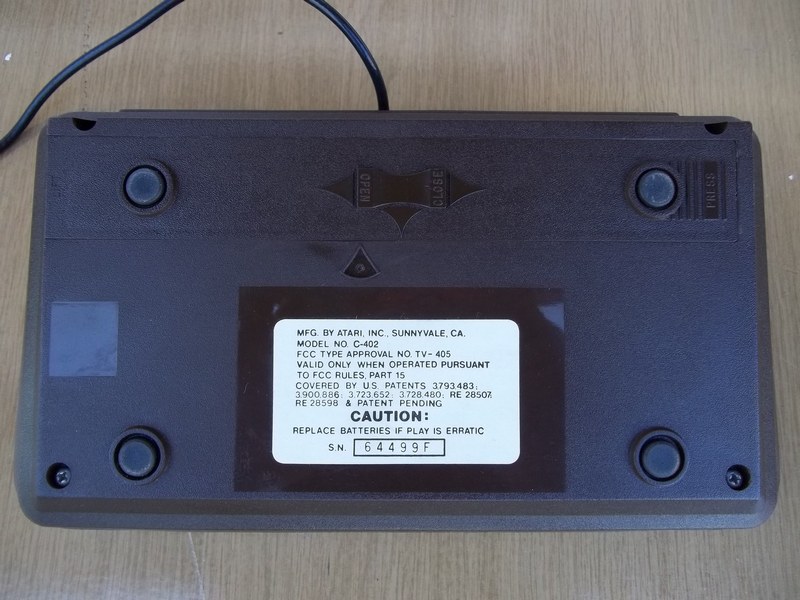 OPEN
CLOSE
PRESS
MFG. BY ATARI, INC., SUNNYVALE, CA.
MODEL NO. C-402
FCC TYPE APPROVAL NO. TV-405
VALID ONLY WHEN OPERATED PURSUANT
TO FCC RULES, PART 15
COVERED BY U.S. PATENTS 3.793.483;
3.900.886; 3.723.652; 3.728.480; RE 28507,
RE 28598 & PATENT PENDING
CAUTION:
REPLACE BATTERIES IF PLAY IS ERRATIC
S.N. 64499F